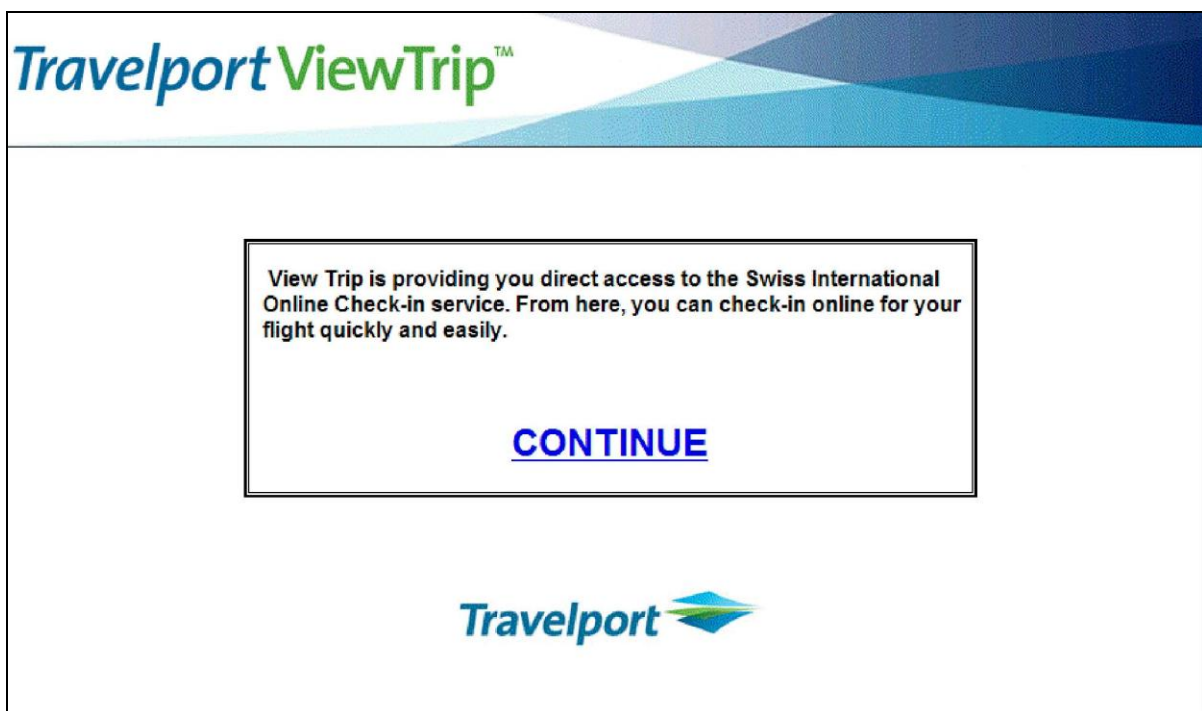 Travelport ViewTrip™
View Trip is providing you direct access to the Swiss International
Online Check-in service. From here, you can check-in online for your
flight quickly and easily.
CONTINUE
Travelport